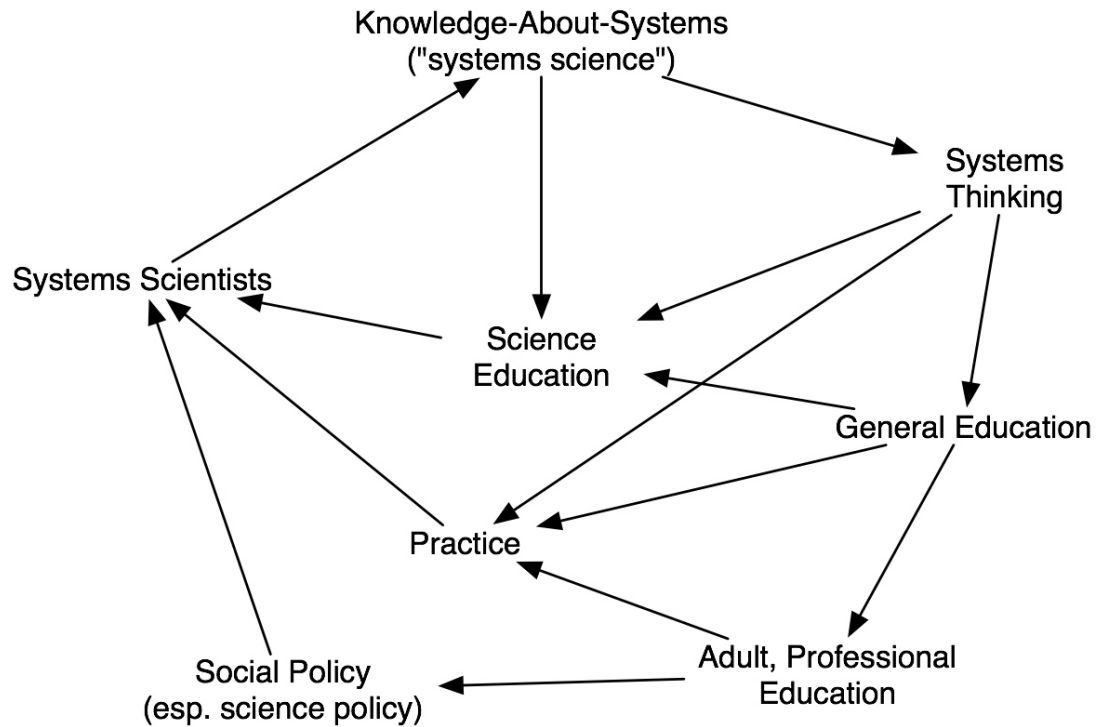 Knowledge-About-Systems
("systems science")
Systems
Thinking
Systems Scientists
Science
Education
General Education
Practice
Adult, Professional
Education
Social Policy
(esp. science policy)